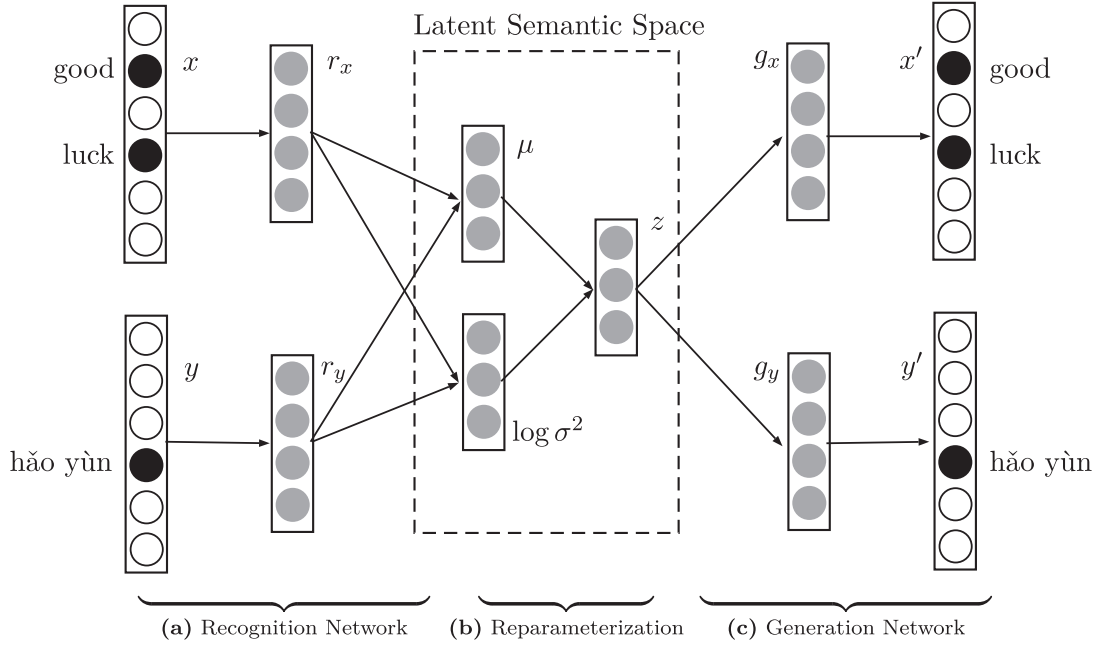 Latent Semantic Space
good
x
r_x
luck
μ
z
g_x
x′
good
luck
y
r_y
hǎo yùn
log σ²
g_y
y′
hǎo yùn
(a) Recognition Network
(b) Reparameterization
(c) Generation Network